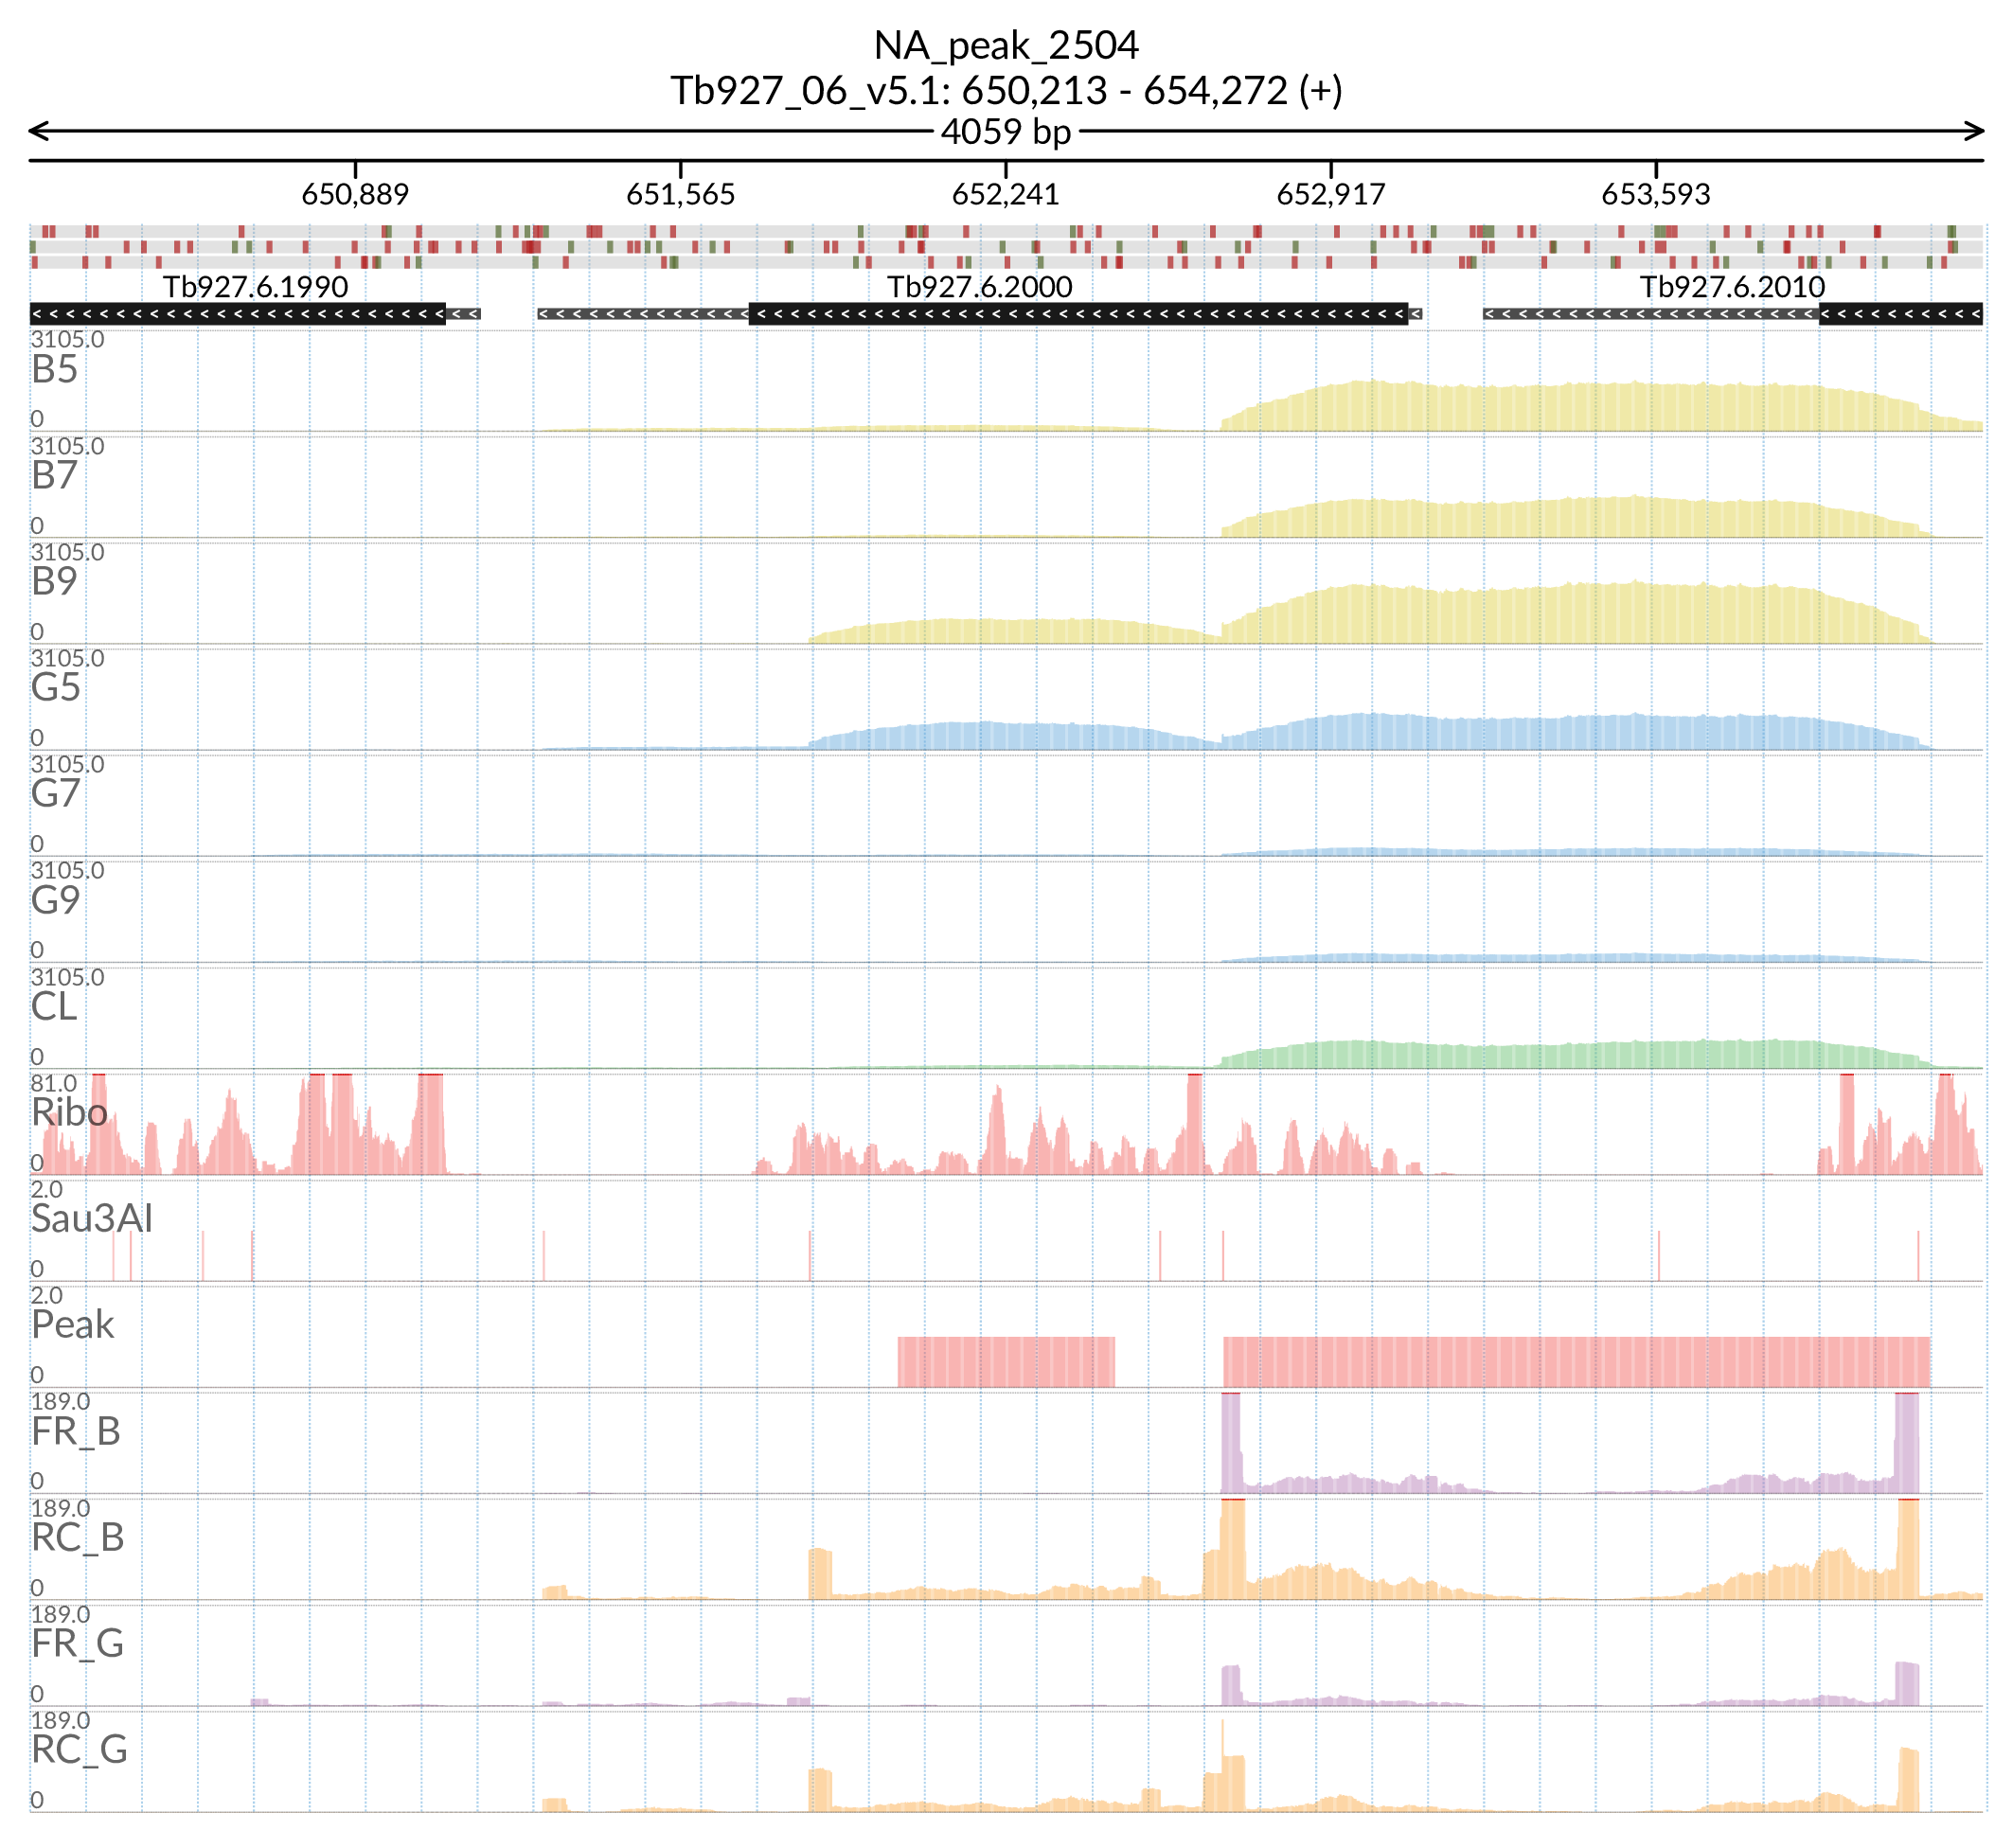 NA_peak_2504
Tb927_06_v5.1: 650,213 - 654,272 (+)
4059 bp
650,889 651,565 652,241 652,917 653,593
Tb927.6.1990 Tb927.6.2000 Tb927.6.2010
3105.0
B5
0
3105.0
B7
0
3105.0
B9
0
3105.0
G5
0
3105.0
G7
0
3105.0
G9
0
3105.0
CL
0
81.0
Ribo
0
2.0
Sau3AI
0
2.0
Peak
0
189.0
FR_B
0
189.0
RC_B
0
189.0
FR_G
0
189.0
RC_G
0